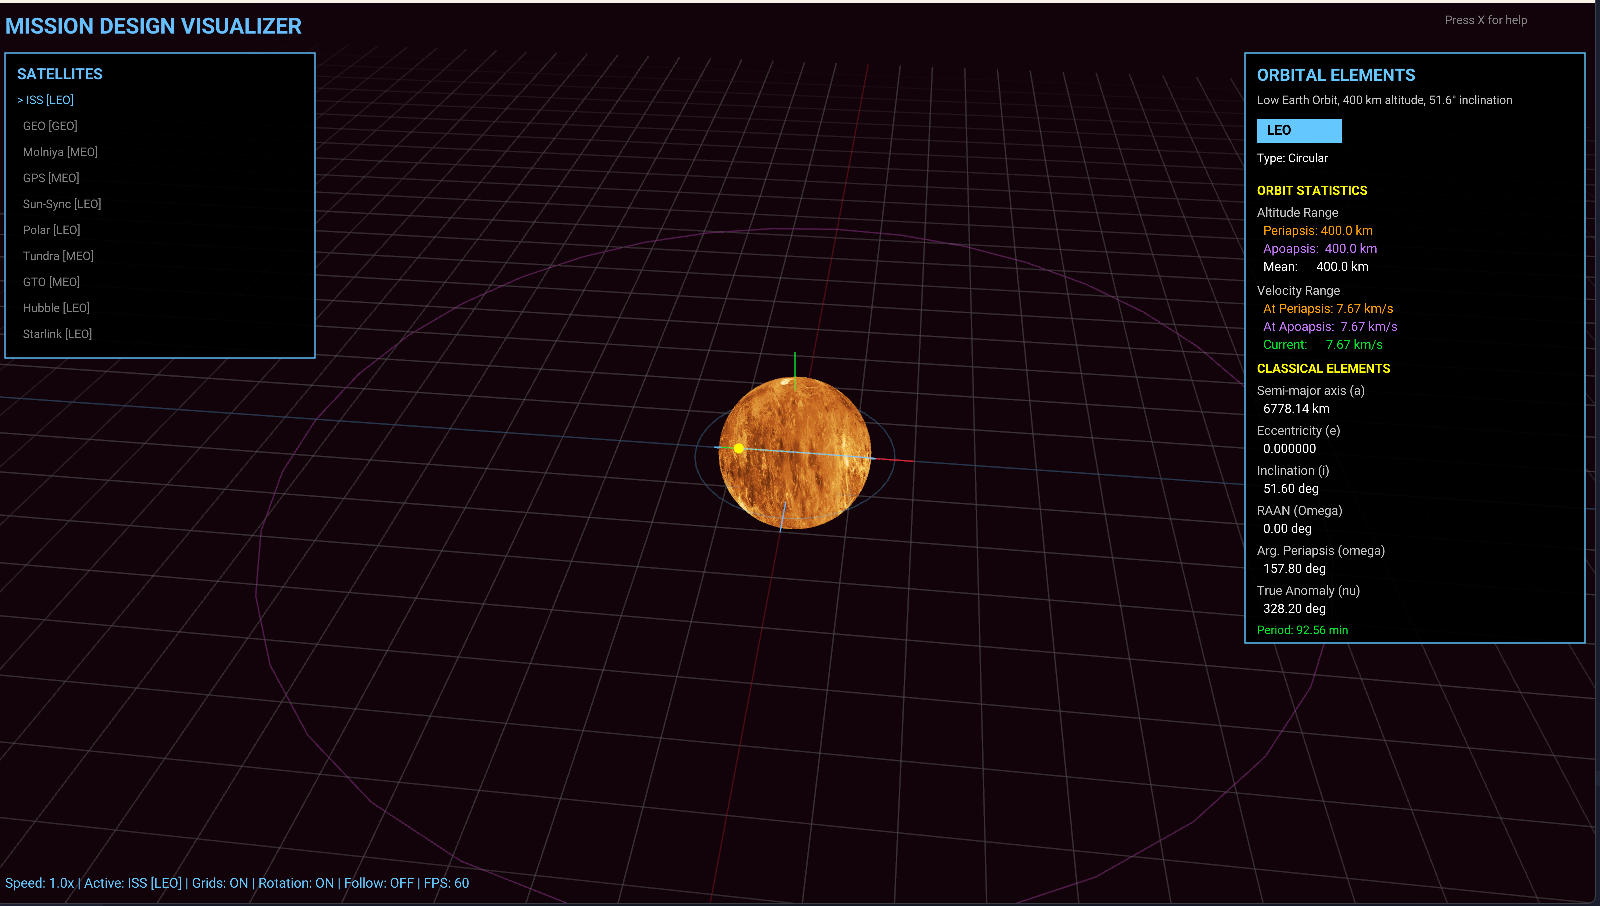 MISSION DESIGN VISUALIZER
Press X for help
SATELLITES
> ISS [LEO]
GEO [GEO]
Molniya [MEO]
GPS [MEO]
Sun-Sync [LEO]
Polar [LEO]
Tundra [MEO]
GTO [MEO]
Hubble [LEO]
Starlink [LEO]
ORBITAL ELEMENTS
Low Earth Orbit, 400 km altitude, 51.6° inclination
LEO
Type: Circular
ORBIT STATISTICS
Altitude Range
Periapsis: 400.0 km
Apoapsis: 400.0 km
Mean: 400.0 km
Velocity Range
At Periapsis: 7.67 km/s
At Apoapsis: 7.67 km/s
Current: 7.67 km/s
CLASSICAL ELEMENTS
Semi-major axis (a)
6778.14 km
Eccentricity (e)
0.000000
Inclination (i)
51.60 deg
RAAN (Omega)
0.00 deg
Arg. Periapsis (omega)
157.80 deg
True Anomaly (nu)
328.20 deg
Period: 92.56 min
Speed: 1.0x | Active: ISS [LEO] | Grids: ON | Rotation: ON | Follow: OFF | FPS: 60